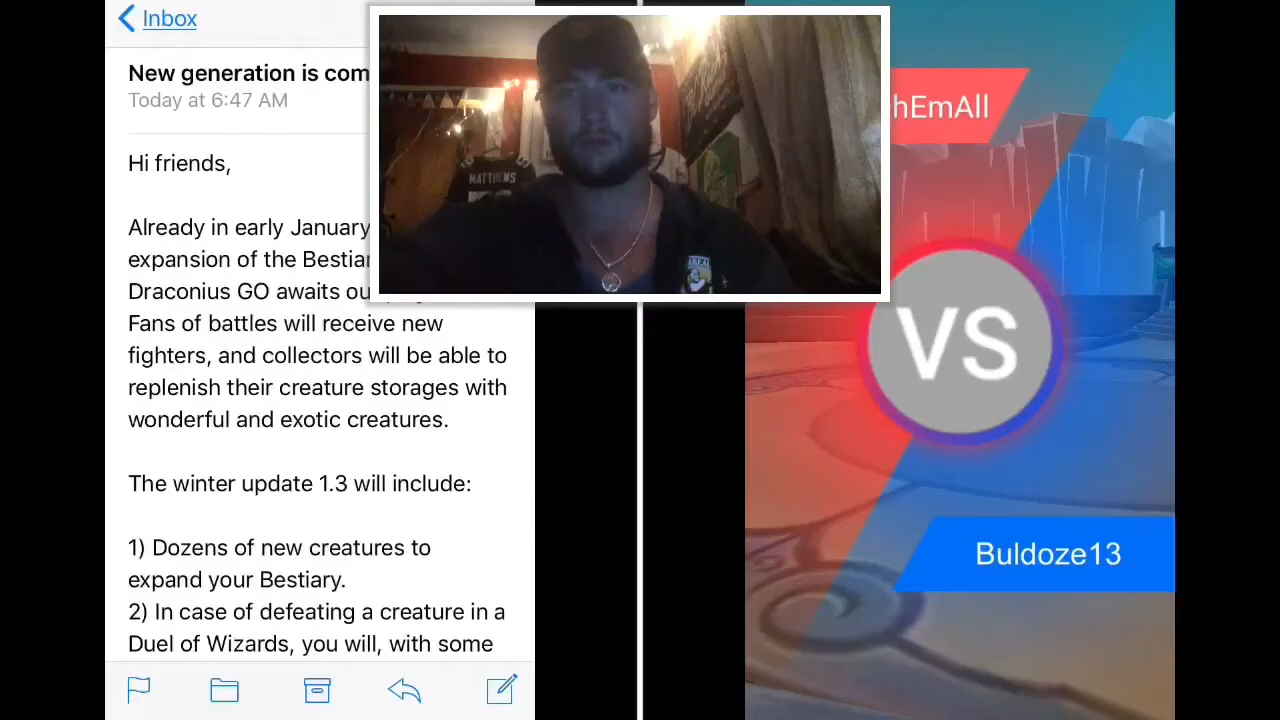 Inbox
New generation is com
Today at 6:47 AM
Hi friends,
Already in early January
expansion of the Bestiar
Draconius GO awaits ou
Fans of battles will receive new
fighters, and collectors will be able to
replenish their creature storages with
wonderful and exotic creatures.
The winter update 1.3 will include:
1) Dozens of new creatures to
expand your Bestiary.
2) In case of defeating a creature in a
Duel of Wizards, you will, with some
MATTHEWS
hEmAll
VS
Buldoze13